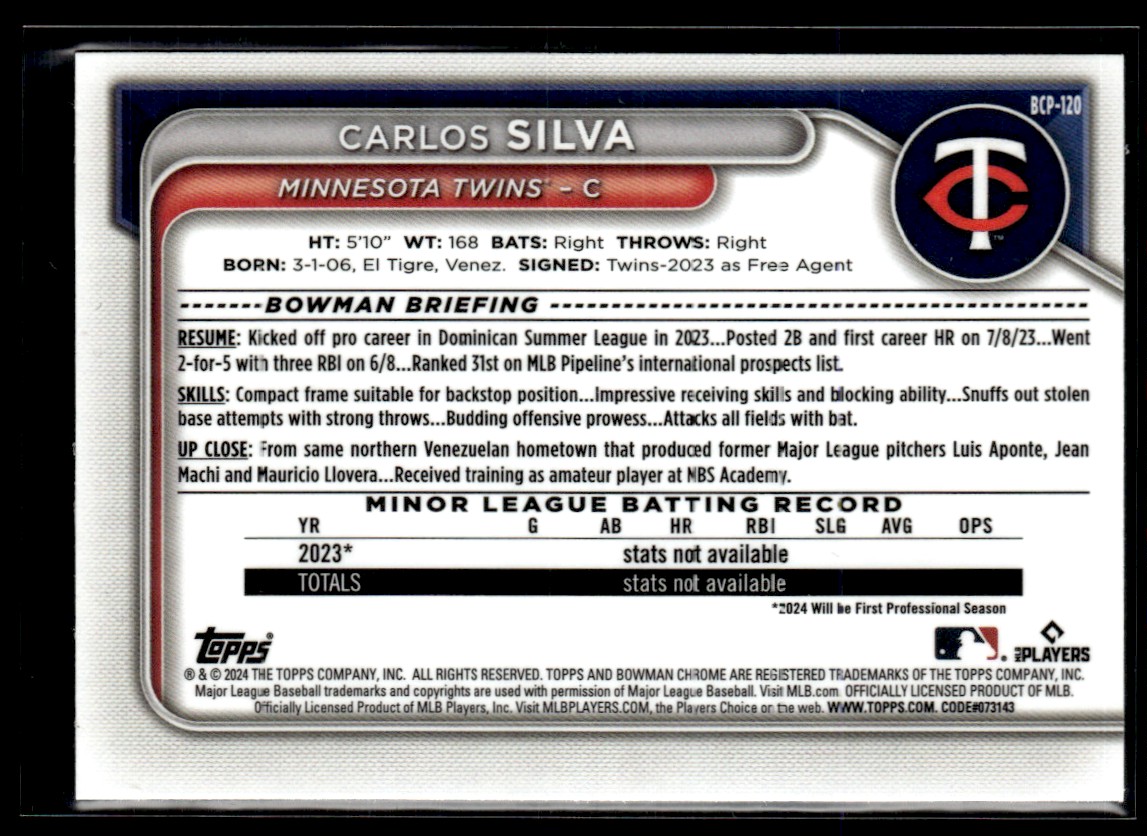 BCP-120
CARLOS SILVA
MINNESOTA TWINS™ – C
TC™
HT: 5'10" WT: 168 BATS: Right THROWS: Right
BORN: 3-1-06, El Tigre, Venez. SIGNED: Twins-2023 as Free Agent
BOWMAN BRIEFING
RESUME: Kicked off pro career in Dominican Summer League in 2023...Posted 2B and first career HR on 7/8/23...Went
2-for-5 with three RBI on 6/8...Ranked 31st on MLB Pipeline's international prospects list.
SKILLS: Compact frame suitable for backstop position...Impressive receiving skills and blocking ability...Snuffs out stolen
base attempts with strong throws...Budding offensive prowess...Attacks all fields with bat.
UP CLOSE: From same northern Venezuelan hometown that produced former Major League pitchers Luis Aponte, Jean
Machi and Mauricio Llovera...Received training as amateur player at NBS Academy.
MINOR LEAGUE BATTING RECORD
YR G AB HR RBI SLG AVG OPS
2023* stats not available
TOTALS stats not available
*2024 Will be First Professional Season
Topps®
MLB PLAYERS
® & © 2024 THE TOPPS COMPANY, INC. ALL RIGHTS RESERVED. TOPPS AND BOWMAN CHROME ARE REGISTERED TRADEMARKS OF THE TOPPS COMPANY, INC.
Major League Baseball trademarks and copyrights are used with permission of Major League Baseball. Visit MLB.com. OFFICIALLY LICENSED PRODUCT OF MLB.
Officially Licensed Product of MLB Players, Inc. Visit MLBPLAYERS.COM, the Players Choice on the web. WWW.TOPPS.COM. CODE#073143